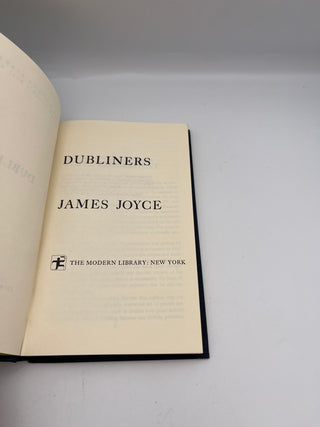 DUBLINERS
JAMES JOYCE
THE MODERN LIBRARY: NEW YORK